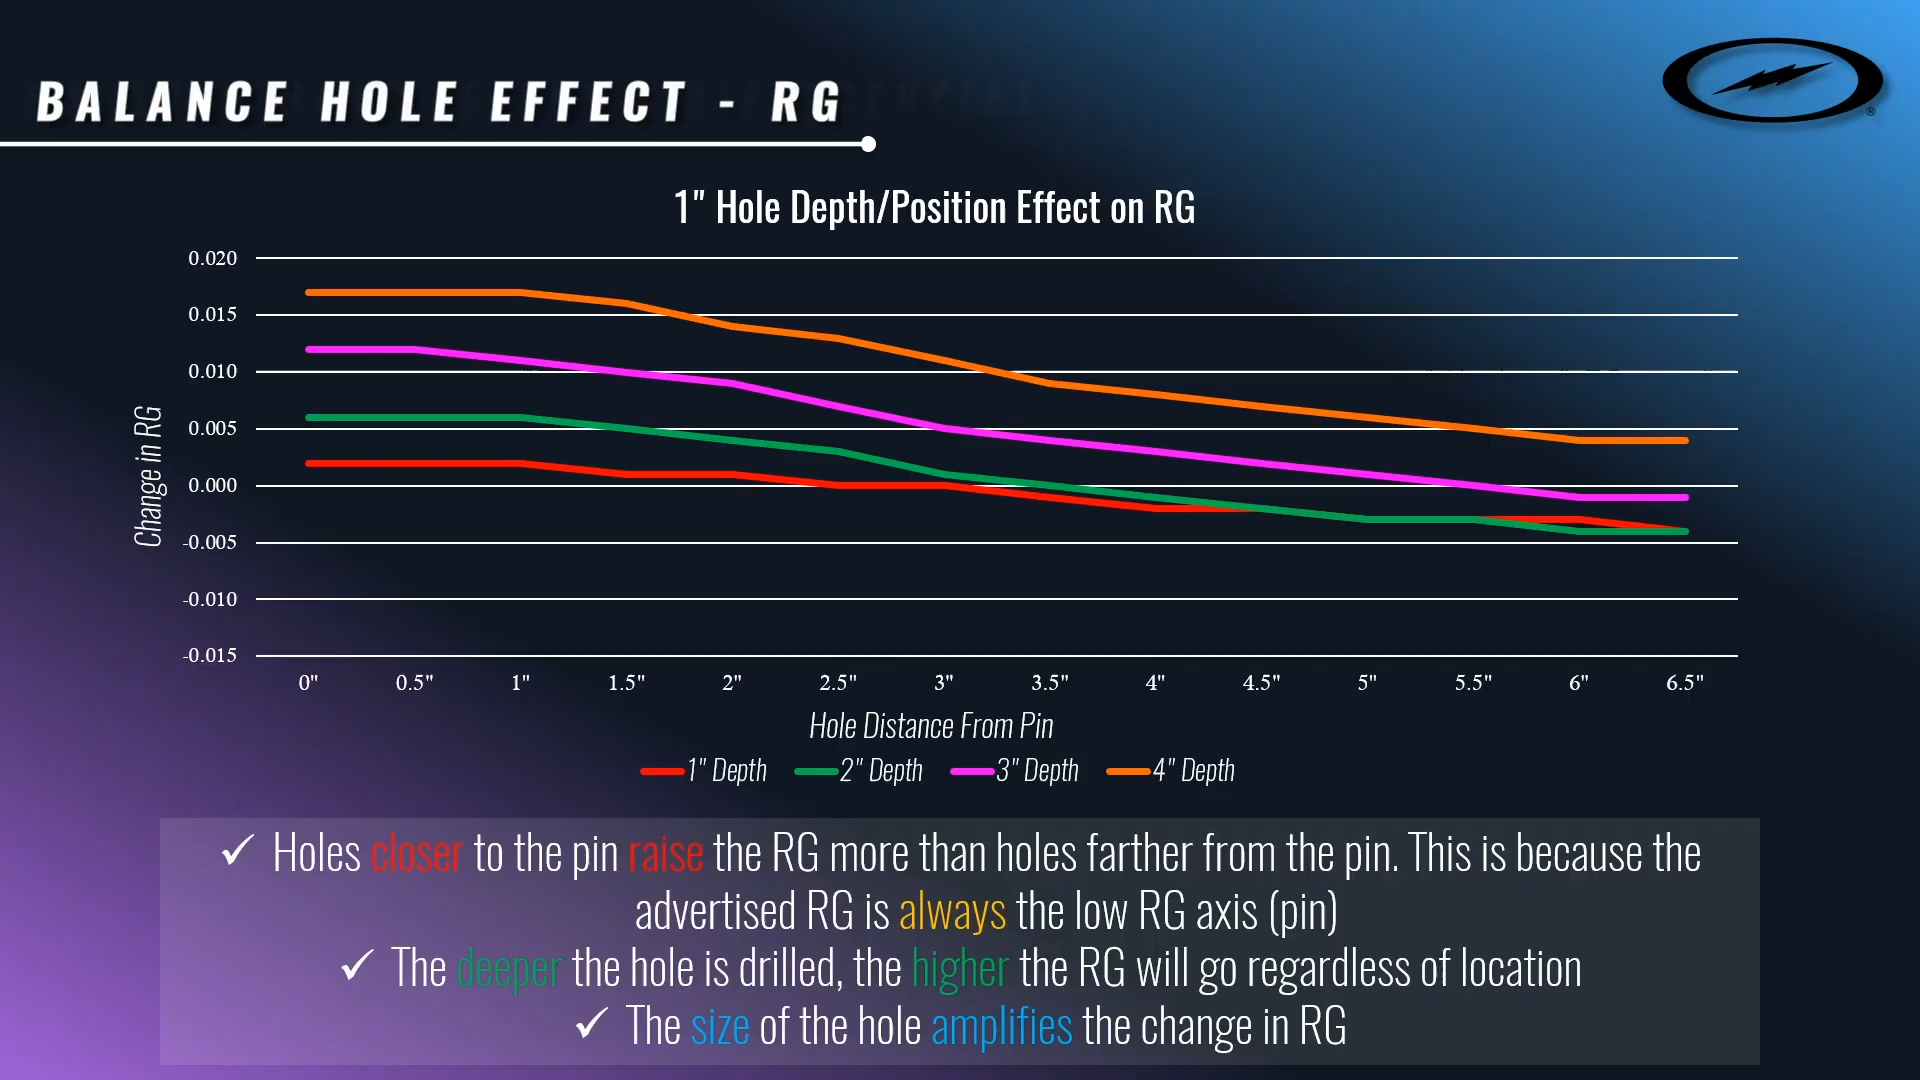 BALANCE HOLE EFFECT - RG
®
1" Hole Depth/Position Effect on RG
0.020
0.015
0.010
0.005
0.000
-0.005
-0.010
-0.015
Change in RG
0" 0.5" 1" 1.5" 2" 2.5" 3" 3.5" 4" 4.5" 5" 5.5" 6" 6.5"
Hole Distance From Pin
1" Depth 2" Depth 3" Depth 4" Depth
✓ Holes closer to the pin raise the RG more than holes farther from the pin. This is because the
advertised RG is always the low RG axis (pin)
✓ The deeper the hole is drilled, the higher the RG will go regardless of location
✓ The size of the hole amplifies the change in RG